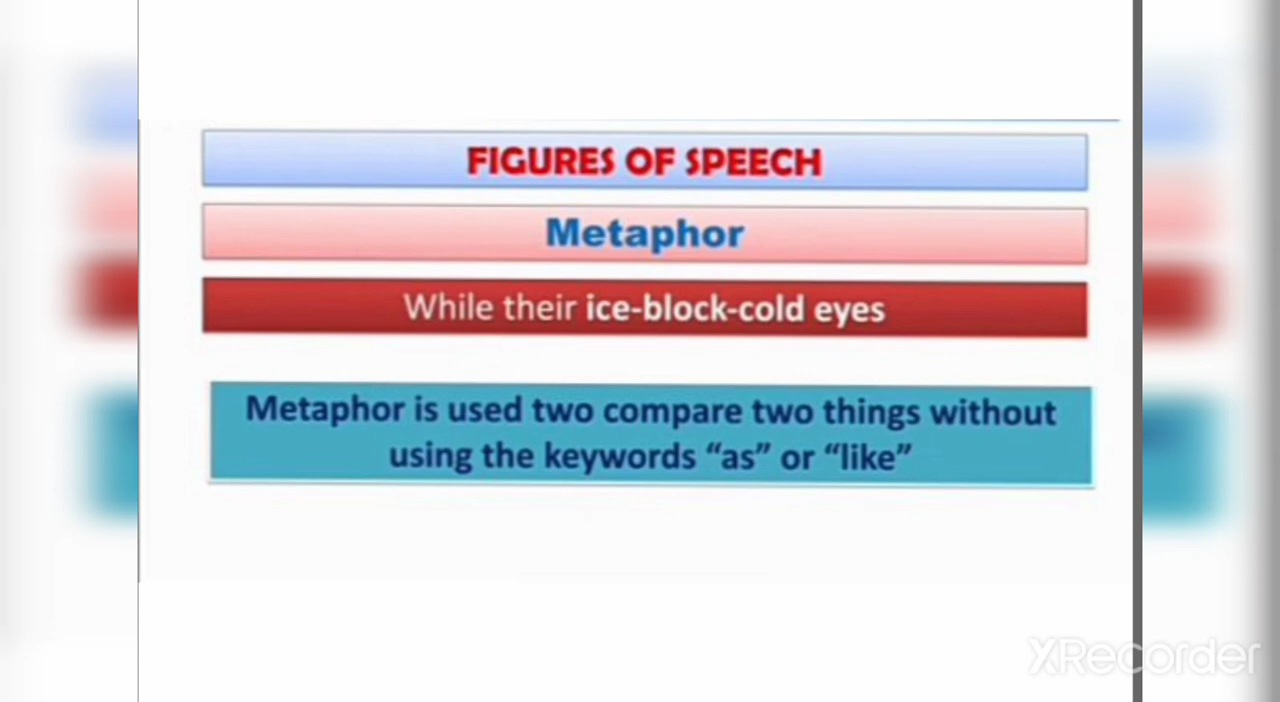 FIGURES OF SPEECH
Metaphor
While their ice-block-cold eyes
Metaphor is used two compare two things without
using the keywords “as” or “like”
XRecorder